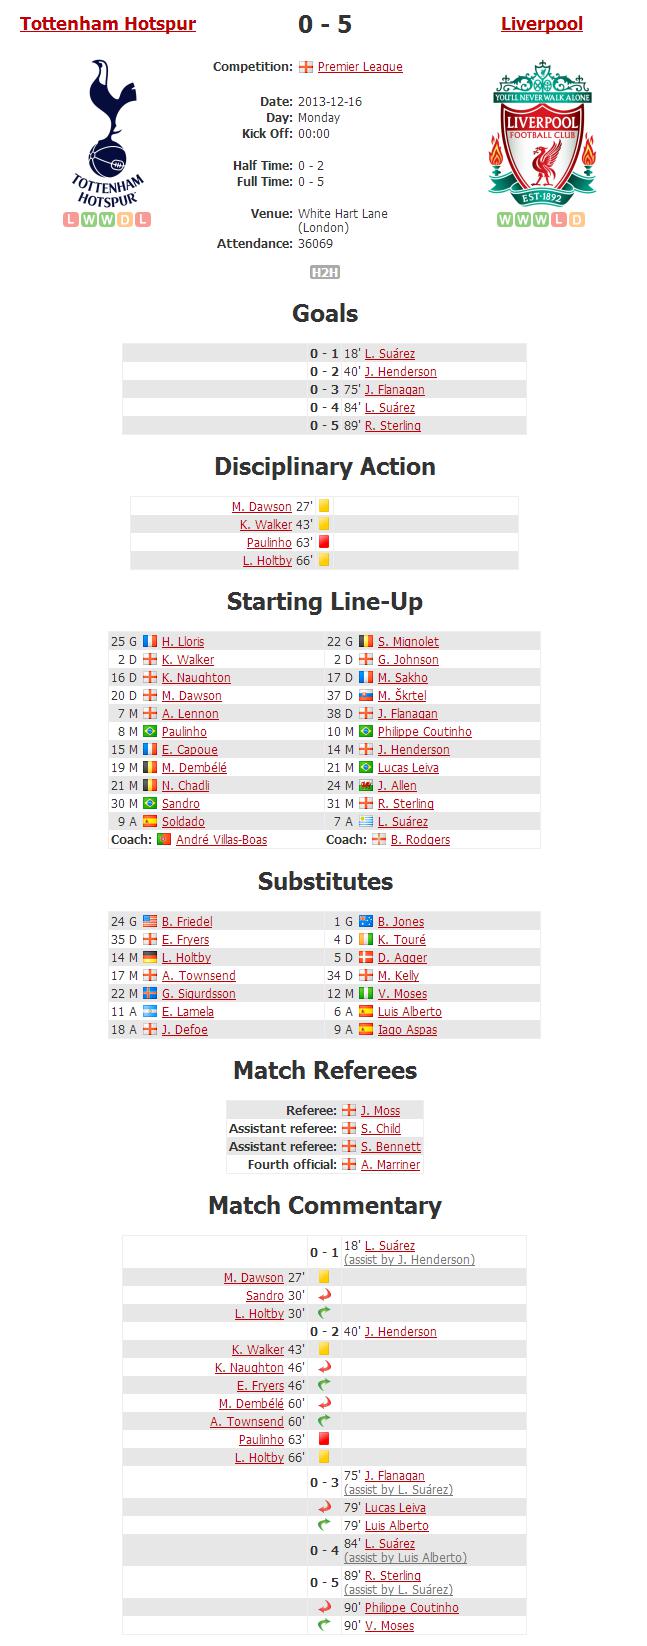 Tottenham Hotspur 0 - 5 Liverpool
Competition: Premier League
YOU'LL NEVER WALK ALONE
LIVERPOOL
FOOTBALL CLUB
EST·1892
TOTTENHAM
HOTSPUR
Date: 2013-12-16
Day: Monday
Kick Off: 00:00
Half Time: 0 - 2
Full Time: 0 - 5
Venue: White Hart Lane
(London)
Attendance: 36069
L W W D L
W W W L D
H2H
Goals
0 - 1 18' L. Suárez
0 - 2 40' J. Henderson
0 - 3 75' J. Flanagan
0 - 4 84' L. Suárez
0 - 5 89' R. Sterling
Disciplinary Action
M. Dawson 27'
K. Walker 43'
Paulinho 63'
L. Holtby 66'
Starting Line-Up
25 G H. Lloris 22 G S. Mignolet
2 D K. Walker 2 D G. Johnson
16 D K. Naughton 17 D M. Sakho
20 D M. Dawson 37 D M. Škrtel
7 M A. Lennon 38 D J. Flanagan
8 M Paulinho 10 M Philippe Coutinho
15 M E. Capoue 14 M J. Henderson
19 M M. Dembélé 21 M Lucas Leiva
21 M N. Chadli 24 M J. Allen
30 M Sandro 31 M R. Sterling
9 A Soldado 7 A L. Suárez
Coach: André Villas-Boas Coach: B. Rodgers
Substitutes
24 G B. Friedel 1 G B. Jones
35 D E. Fryers 4 D K. Touré
14 M L. Holtby 5 D D. Agger
17 M A. Townsend 34 D M. Kelly
22 M G. Sigurdsson 12 M V. Moses
11 A E. Lamela 6 A Luis Alberto
18 A J. Defoe 9 A Iago Aspas
Match Referees
Referee: J. Moss
Assistant referee: S. Child
Assistant referee: S. Bennett
Fourth official: A. Marriner
Match Commentary
0 - 1 18' L. Suárez
(assist by J. Henderson)
M. Dawson 27'
Sandro 30'
L. Holtby 30'
0 - 2 40' J. Henderson
K. Walker 43'
K. Naughton 46'
E. Fryers 46'
M. Dembélé 60'
A. Townsend 60'
Paulinho 63'
L. Holtby 66'
0 - 3 75' J. Flanagan
(assist by L. Suárez)
79' Lucas Leiva
79' Luis Alberto
0 - 4 84' L. Suárez
(assist by Luis Alberto)
0 - 5 89' R. Sterling
(assist by L. Suárez)
90' Philippe Coutinho
90' V. Moses